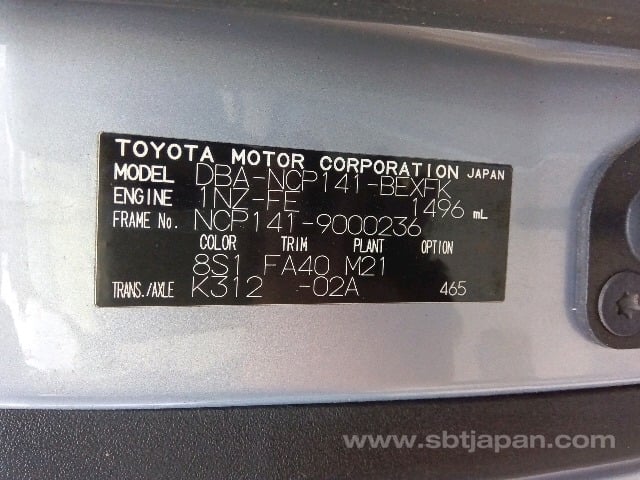 TOYOTA MOTOR CORPORATION JAPAN
MODEL DBA-NCP141-BEXFK
ENGINE 1NZ-FE 1496 mL
FRAME No. NCP141-9000236
COLOR TRIM PLANT OPTION
8S1 FA40 M21
TRANS./AXLE K312 -02A 465
www.sbtjapan.com